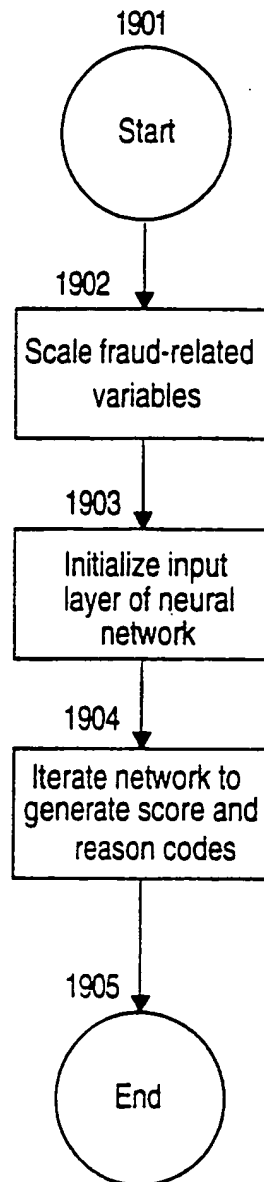 1901
Start
1902
Scale fraud-related
variables
1903
Initialize input
layer of neural
network
1904
Iterate network to
generate score and
reason codes
1905
End